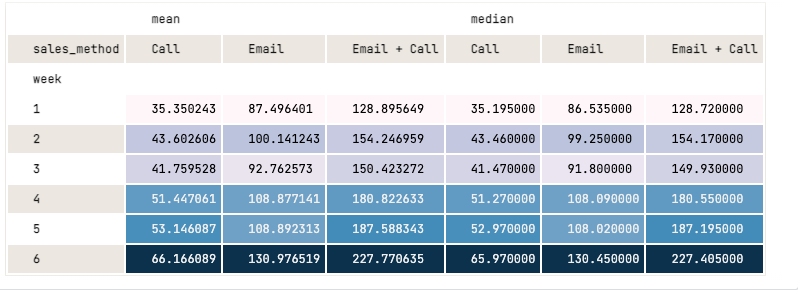 mean median
sales_method Call Email Email + Call Call Email Email + Call
week
1 35.350243 87.496401 128.895649 35.195000 86.535000 128.720000
2 43.602606 100.141243 154.246959 43.460000 99.250000 154.170000
3 41.759528 92.762573 150.423272 41.470000 91.800000 149.930000
4 51.447061 108.877141 180.822633 51.270000 108.090000 180.550000
5 53.146087 108.892313 187.588343 52.970000 108.020000 187.195000
6 66.166089 130.976519 227.770635 65.970000 130.450000 227.405000